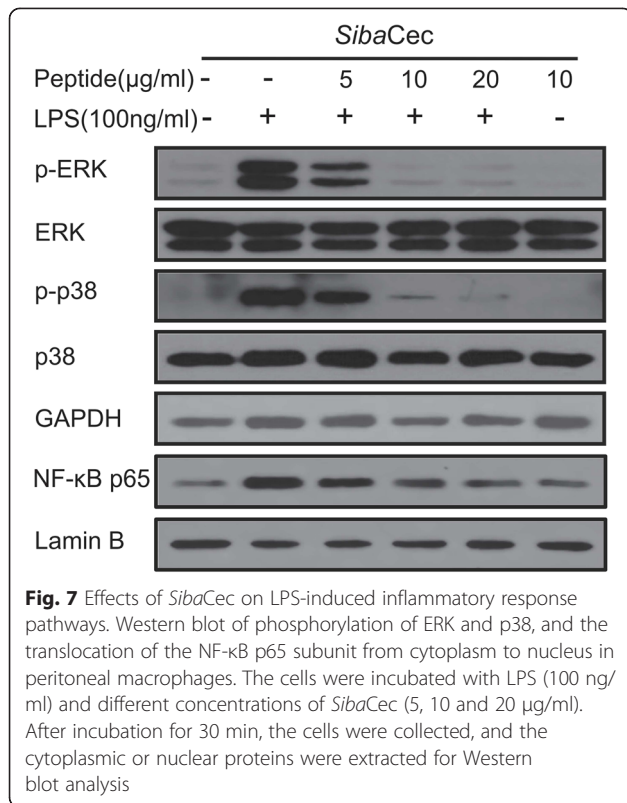 SibaCec
Peptide(μg/ml) - - 5 10 20 10
LPS(100ng/ml) - + + + + -
p-ERK
ERK
p-p38
p38
GAPDH
NF-κB p65
Lamin B
Fig. 7 Effects of SibaCec on LPS-induced inflammatory response
pathways. Western blot of phosphorylation of ERK and p38, and the
translocation of the NF-κB p65 subunit from cytoplasm to nucleus in
peritoneal macrophages. The cells were incubated with LPS (100 ng/
ml) and different concentrations of SibaCec (5, 10 and 20 μg/ml).
After incubation for 30 min, the cells were collected, and the
cytoplasmic or nuclear proteins were extracted for Western
blot analysis